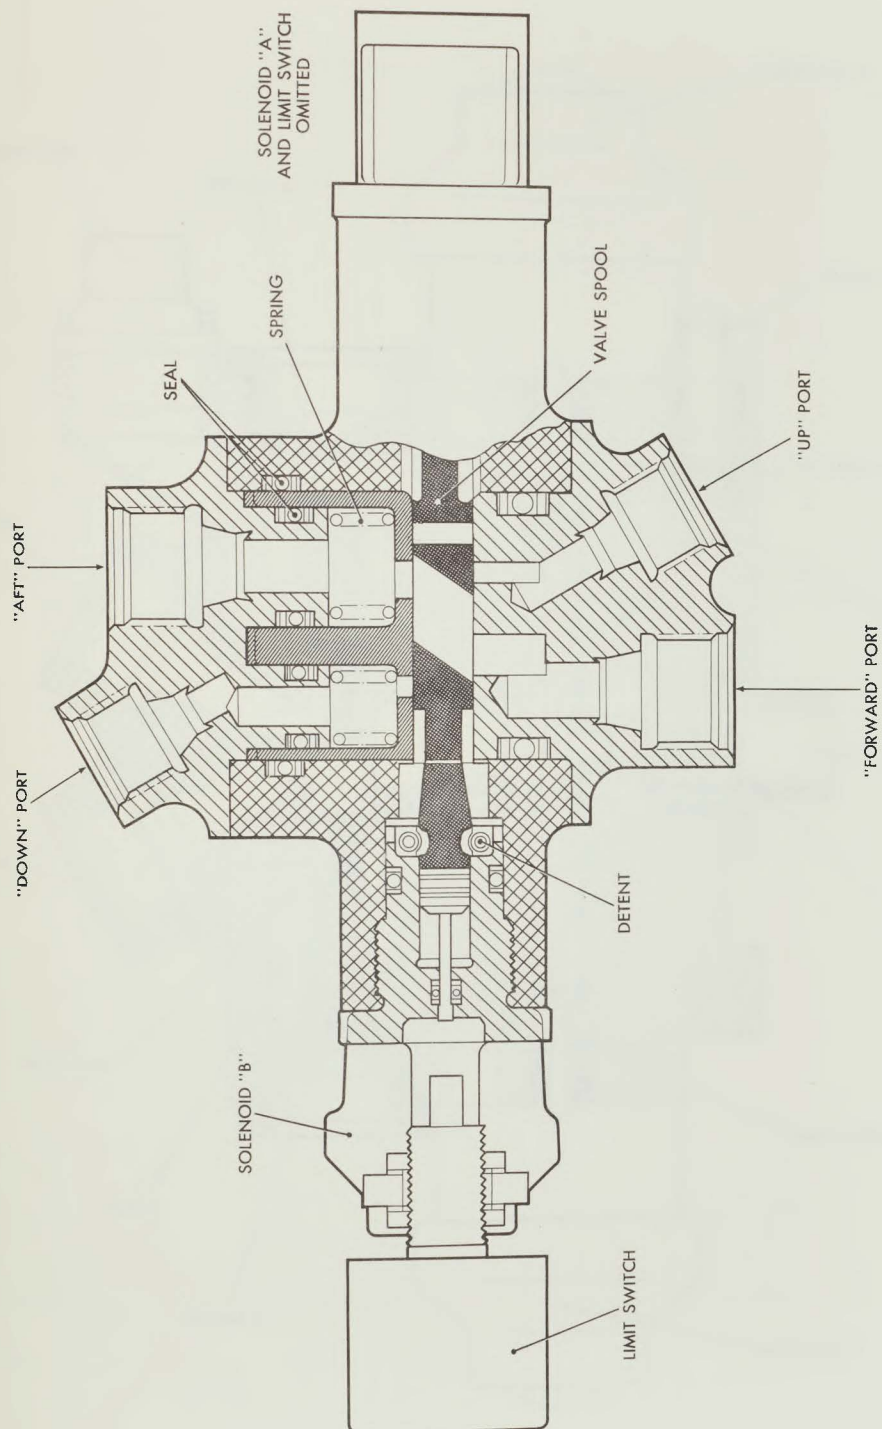 SOLENOID "A"
AND LIMIT SWITCH
OMITTED
SPRING
SEAL
VALVE SPOOL
"UP" PORT
"AFT" PORT
"FORWARD" PORT
"DOWN" PORT
DETENT
SOLENOID "B"
LIMIT SWITCH